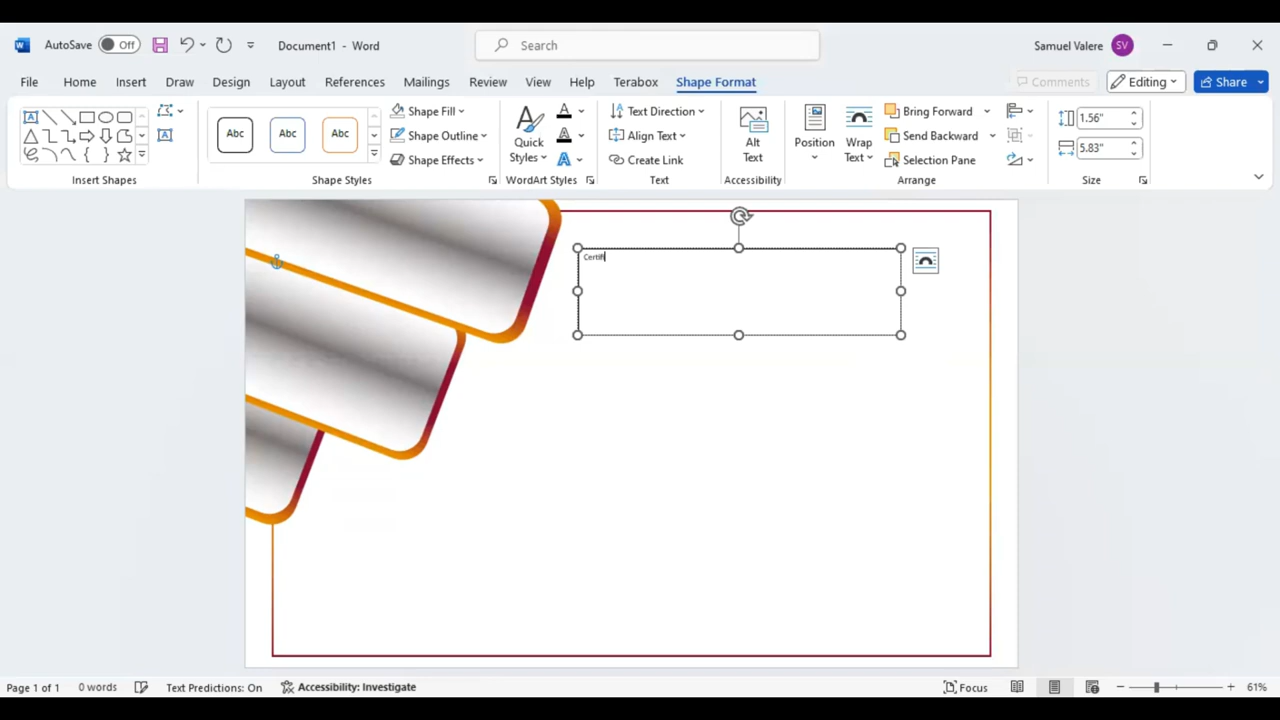 AutoSave Off Document1 - Word Search Samuel Valere SV
File Home Insert Draw Design Layout References Mailings Review View Help Terabox Shape Format Comments Editing Share
Abc Abc Abc
Shape Fill
Shape Outline
Shape Effects
Quick Styles
Text Direction
Align Text
Create Link
Alt Text
Position
Wrap Text
Bring Forward
Send Backward
Selection Pane
1.56"
5.83"
Insert Shapes Shape Styles WordArt Styles Text Accessibility Arrange Size
Certifi
Page 1 of 1 0 words Text Predictions: On Accessibility: Investigate Focus 61%